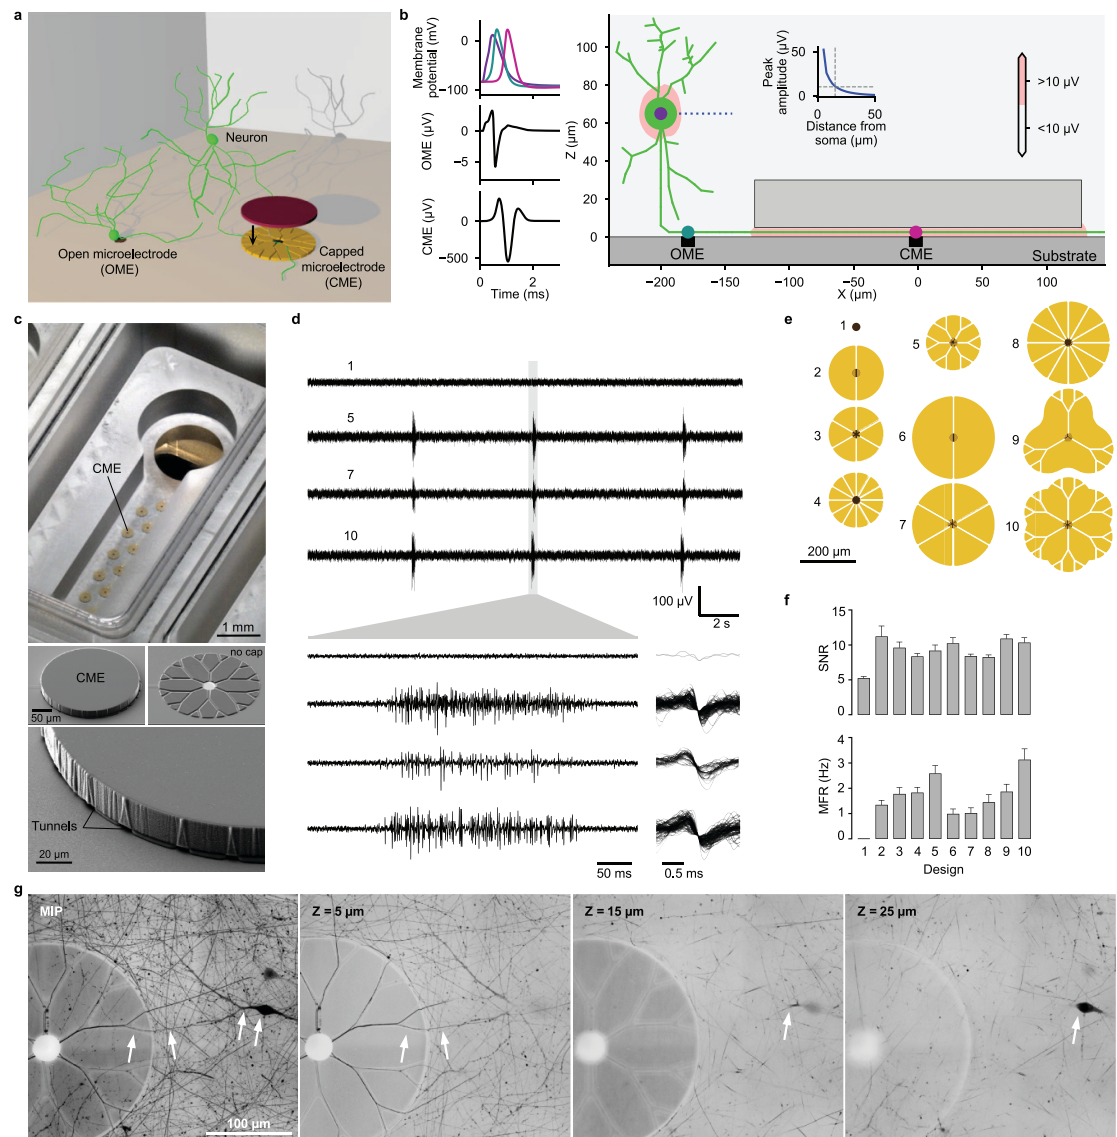 a
Neuron
Open microelectrode
(OME)
Capped
microelectrode
(CME)
b
Membrane
potential (mV)
0
−100
OME (µV)
0
−5
CME (µV)
0
−500
0
2
Time (ms)
Z (µm)
100
80
60
40
20
0
Peak
amplitude (µV)
50
0
0
50
Distance from
soma (µm)
>10 µV
<10 µV
OME
CME
Substrate
−200
−100
−50
0
50
100
X (µm)
c
CME
1 mm
CME
50 µm
no cap
Tunnels
20 µm
d
1
5
7
10
100 µV
2 s
50 ms
0.5 ms
e
1
2
3
4
5
6
7
8
9
10
200 µm
f
SNR
15
10
5
0
MFR (Hz)
4
3
2
1
0
1 2 3 4 5 6 7 8 9 10
Design
g
MIP
100 µm
Z = 5 µm
Z = 15 µm
Z = 25 µm